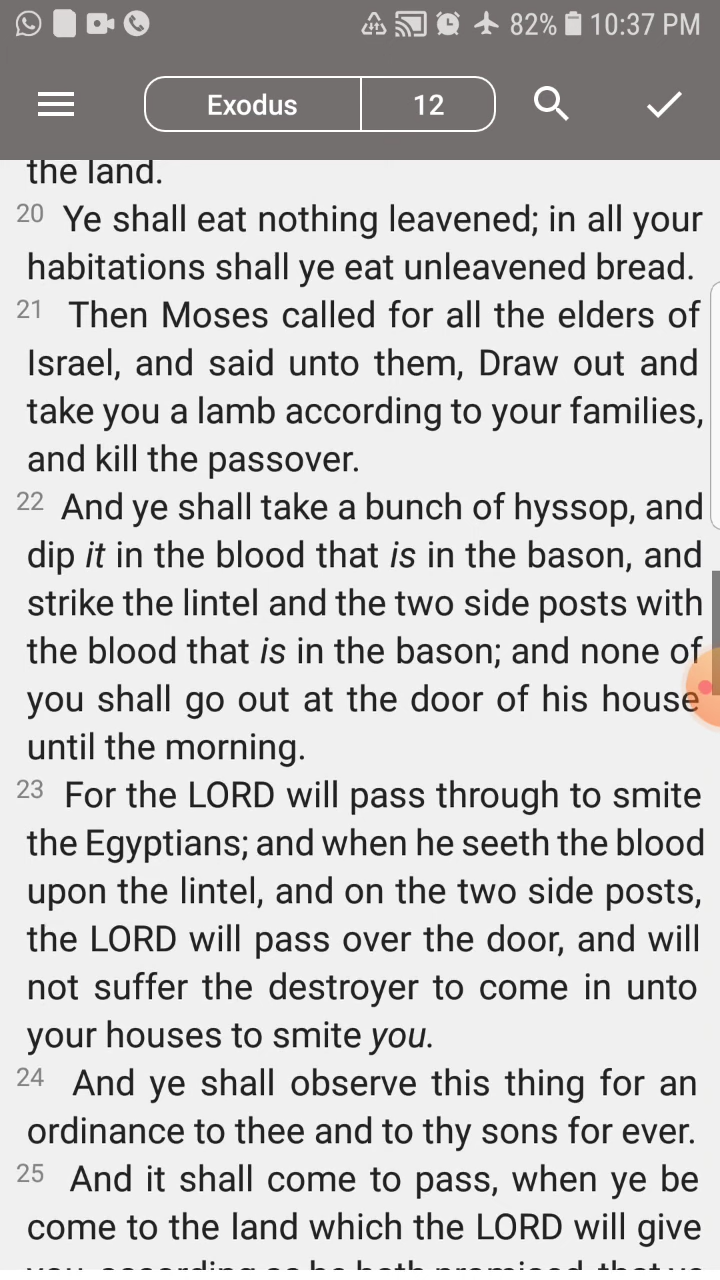 82% 10:37 PM
Exodus 12
the land.
20 Ye shall eat nothing leavened; in all your
habitations shall ye eat unleavened bread.
21 Then Moses called for all the elders of
Israel, and said unto them, Draw out and
take you a lamb according to your families,
and kill the passover.
22 And ye shall take a bunch of hyssop, and
dip it in the blood that is in the bason, and
strike the lintel and the two side posts with
the blood that is in the bason; and none of
you shall go out at the door of his house
until the morning.
23 For the LORD will pass through to smite
the Egyptians; and when he seeth the blood
upon the lintel, and on the two side posts,
the LORD will pass over the door, and will
not suffer the destroyer to come in unto
your houses to smite you.
24 And ye shall observe this thing for an
ordinance to thee and to thy sons for ever.
25 And it shall come to pass, when ye be
come to the land which the LORD will give
you, according as he hath promised, that ye